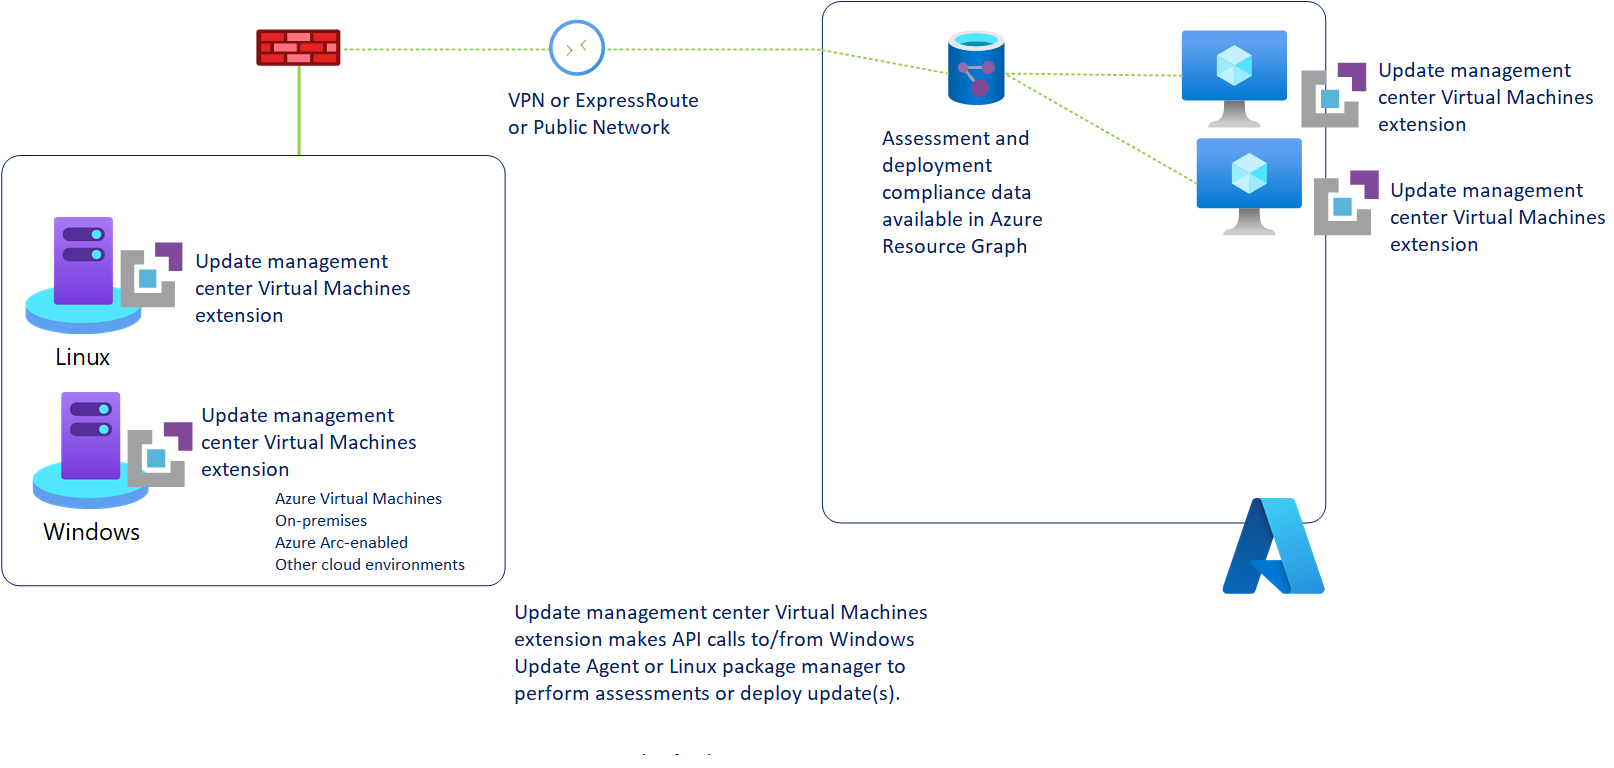 VPN or ExpressRoute
or Public Network
Assessment and
deployment
compliance data
available in Azure
Resource Graph
Update management
center Virtual Machines
extension
Update management
center Virtual Machines
extension
Update management
center Virtual Machines
extension
Linux
Update management
center Virtual Machines
extension
Windows
Azure Virtual Machines
On-premises
Azure Arc-enabled
Other cloud environments
Update management center Virtual Machines
extension makes API calls to/from Windows
Update Agent or Linux package manager to
perform assessments or deploy update(s).